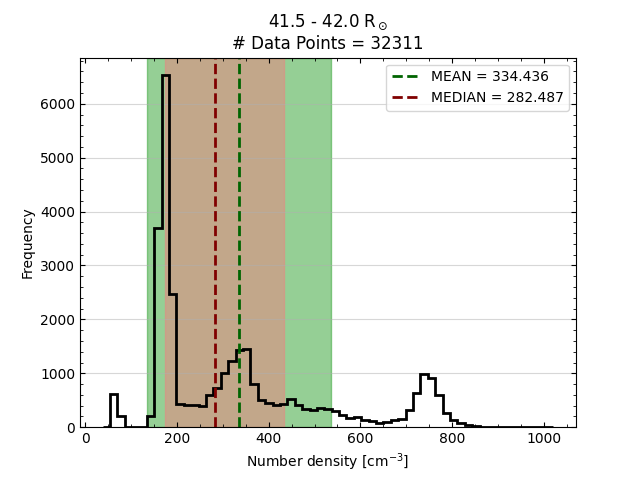 41.5 - 42.0 R⊙
# Data Points = 32311
MEAN = 334.436
MEDIAN = 282.487
6000
5000
4000
3000
2000
1000
0
Frequency
0 200 400 600 800 1000
Number density [cm⁻³]